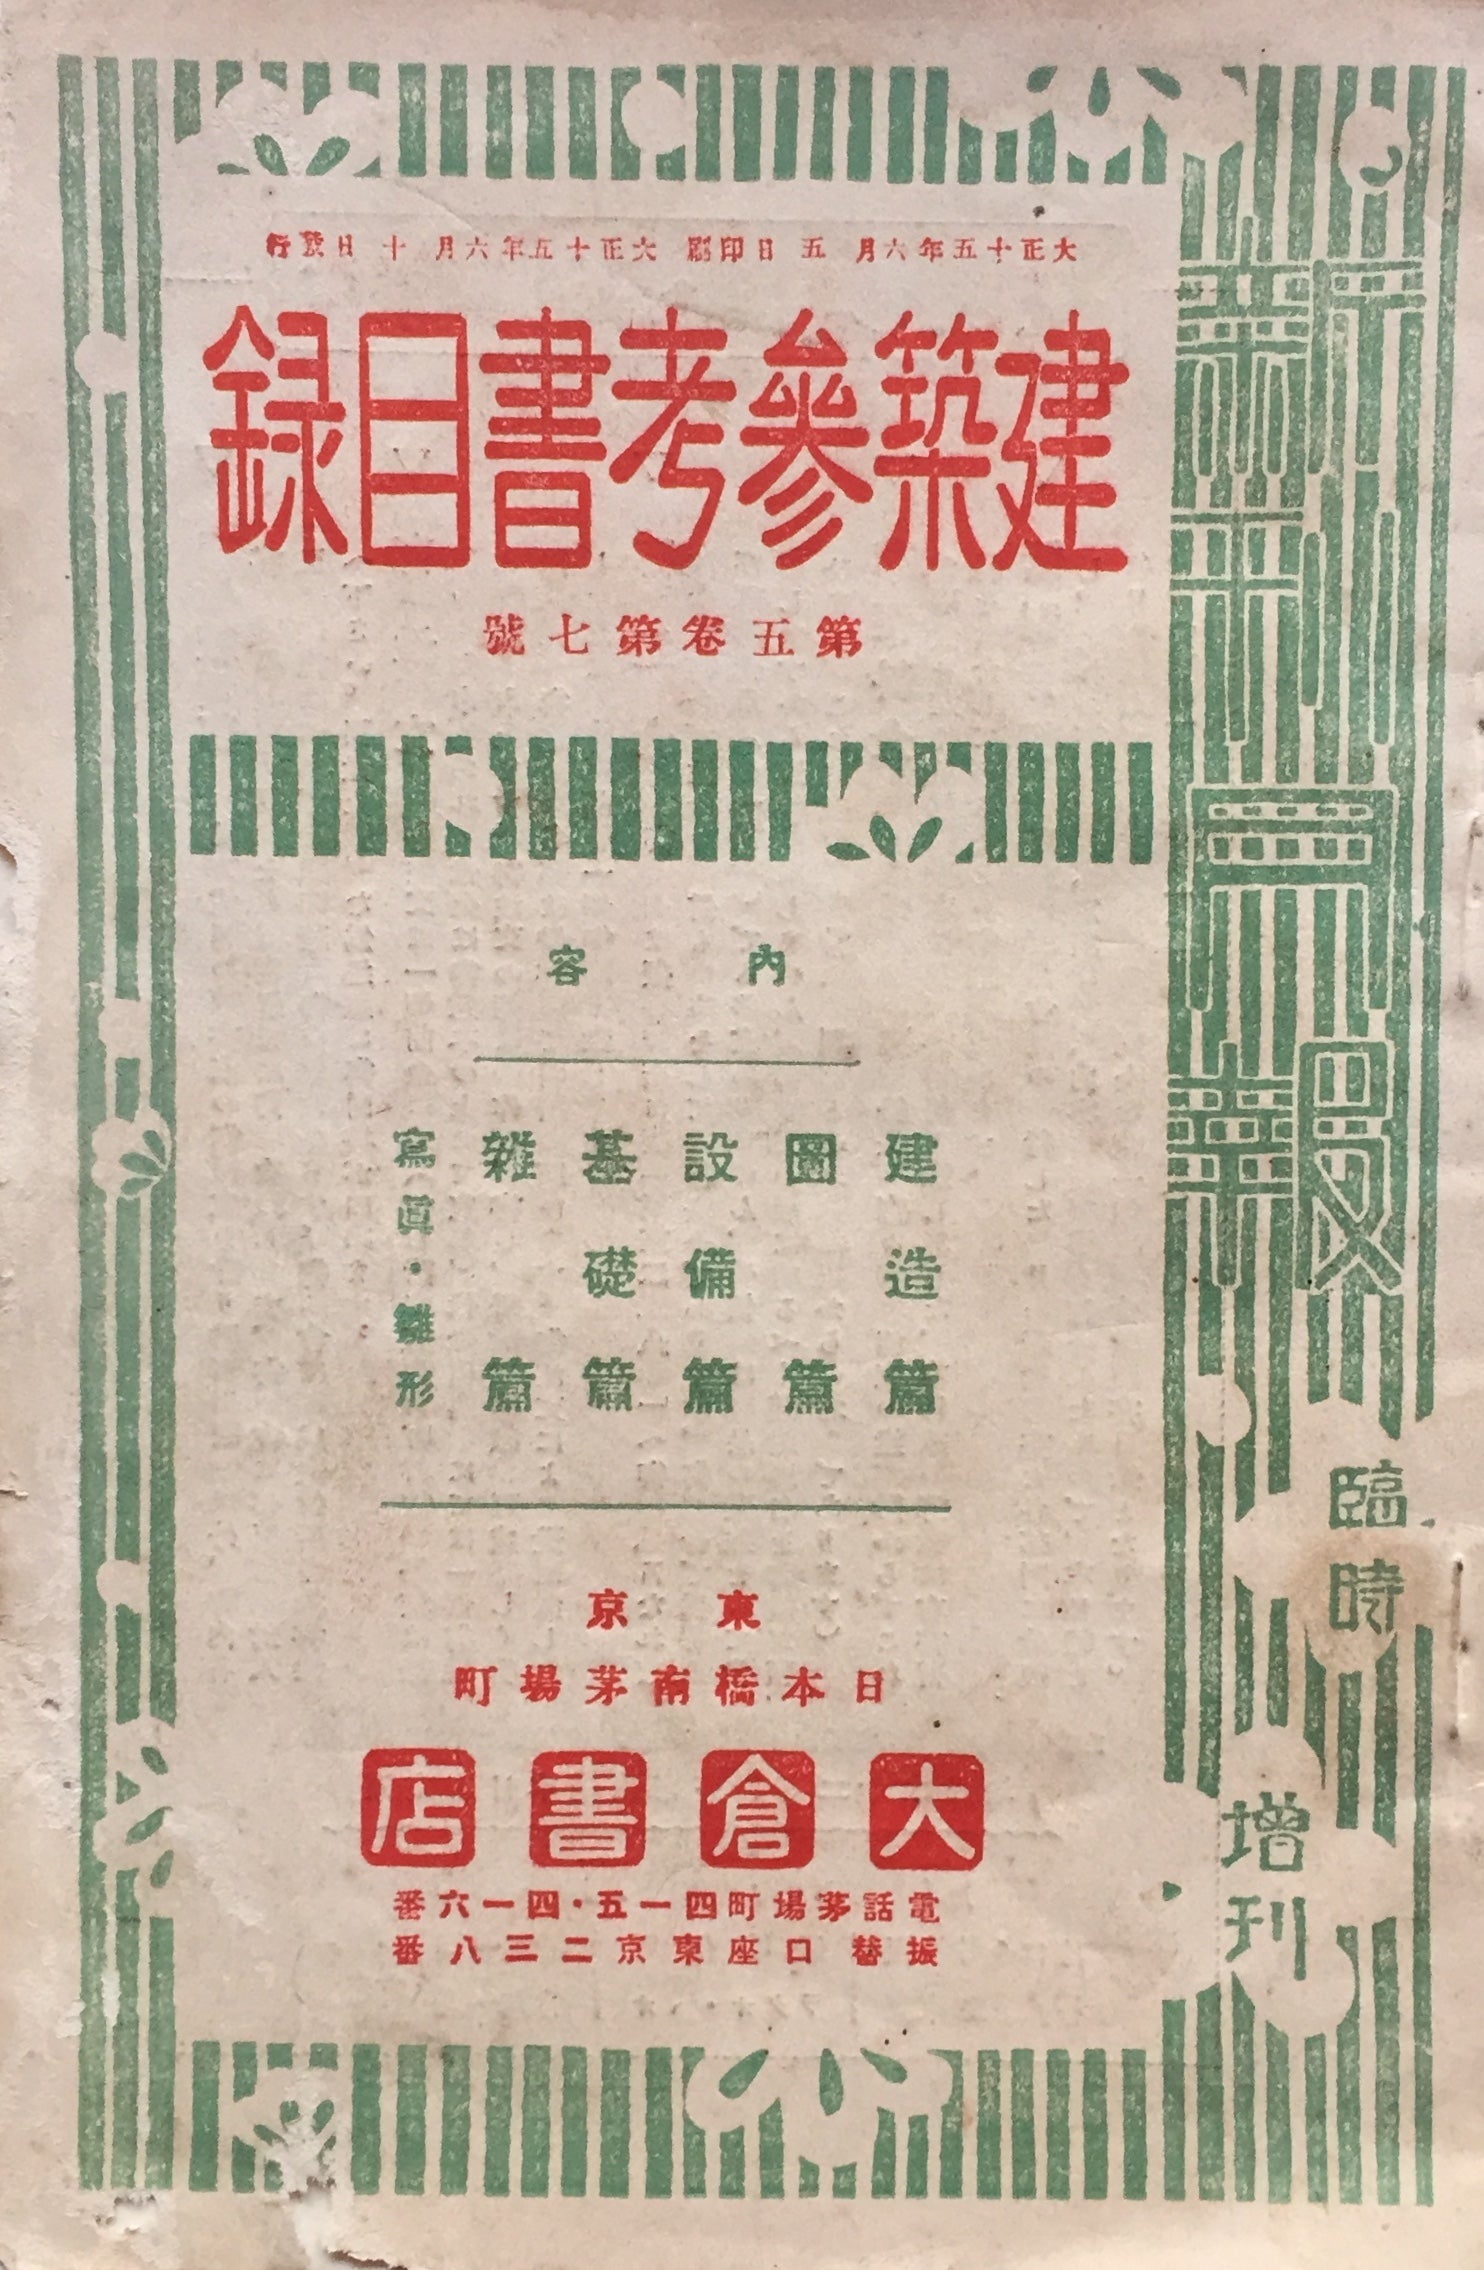 新刊月報
臨時
增刊
大正十五年六月五日印刷 大正十五年六月十日發行
建築參考書目録
第五卷第七號
內容
建造篇
圖篇
設備篇
基礎篇
雜篇
寫眞・雛形
東京
日本橋南茅場町
大倉書店
電話茅場町四一五・四一六番
振替口座東京二三八番